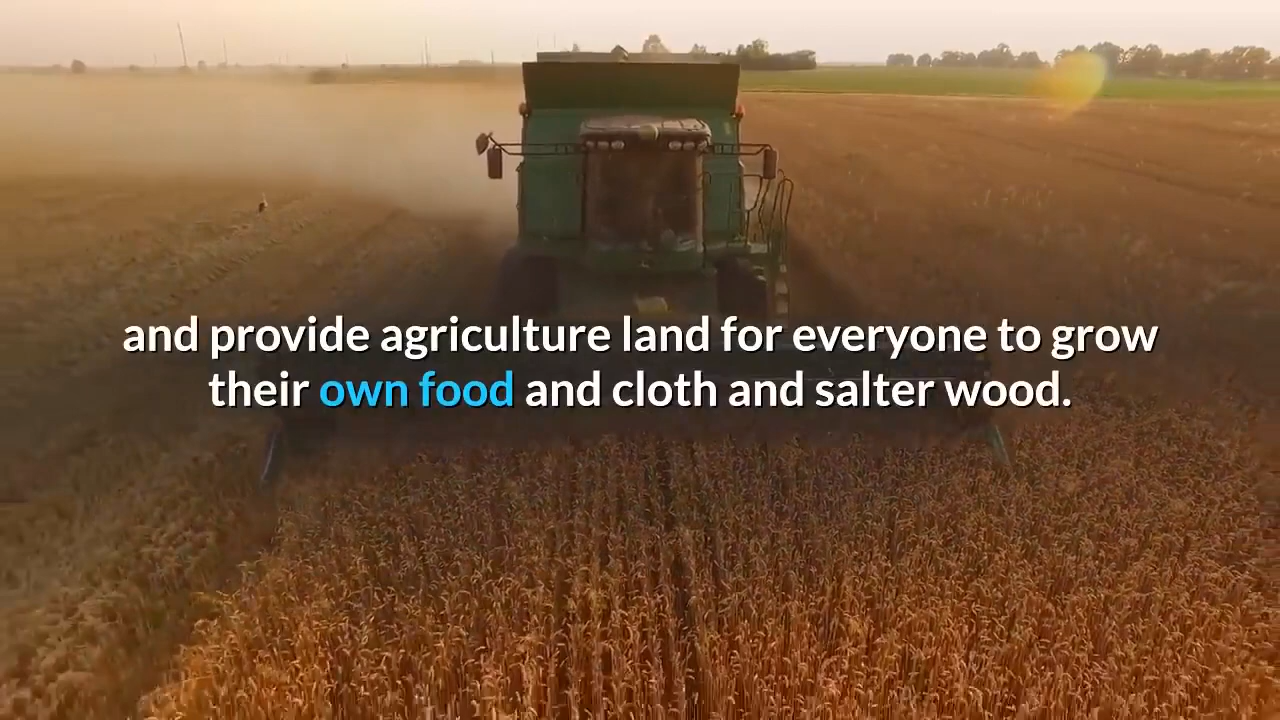 and provide agriculture land for everyone to grow
their own food and cloth and salter wood.